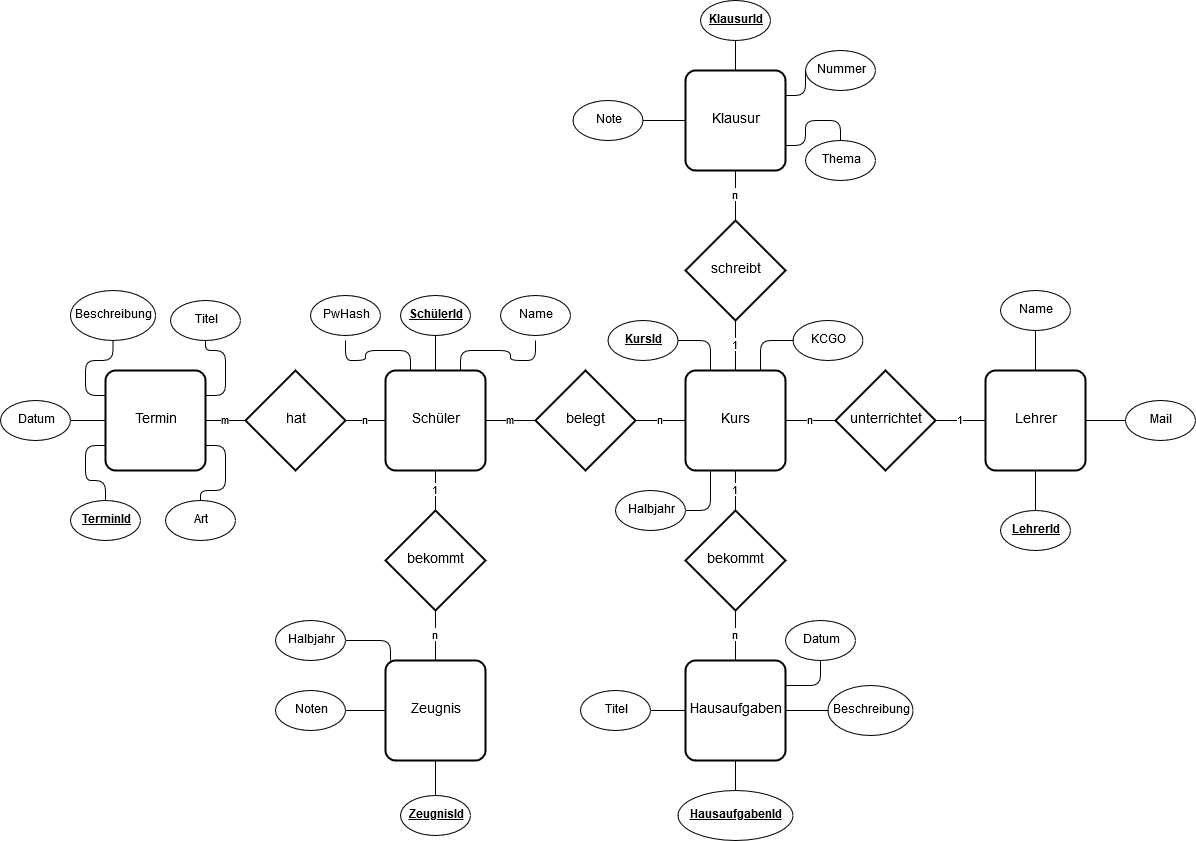 KlausurId
Nummer
Klausur
Note
Thema
n
schreibt
Beschreibung
Titel
PwHash
SchülerId
Name
Name
KursId
1
KCGO
Datum
Termin
m
hat
n
Schüler
m
belegt
n
Kurs
n
unterrichtet
1
Lehrer
Mail
TerminId
Art
1
Halbjahr
1
LehrerId
bekommt
bekommt
Halbjahr
n
n
Datum
Noten
Zeugnis
Titel
Hausaufgaben
Beschreibung
ZeugnisId
HausaufgabenId